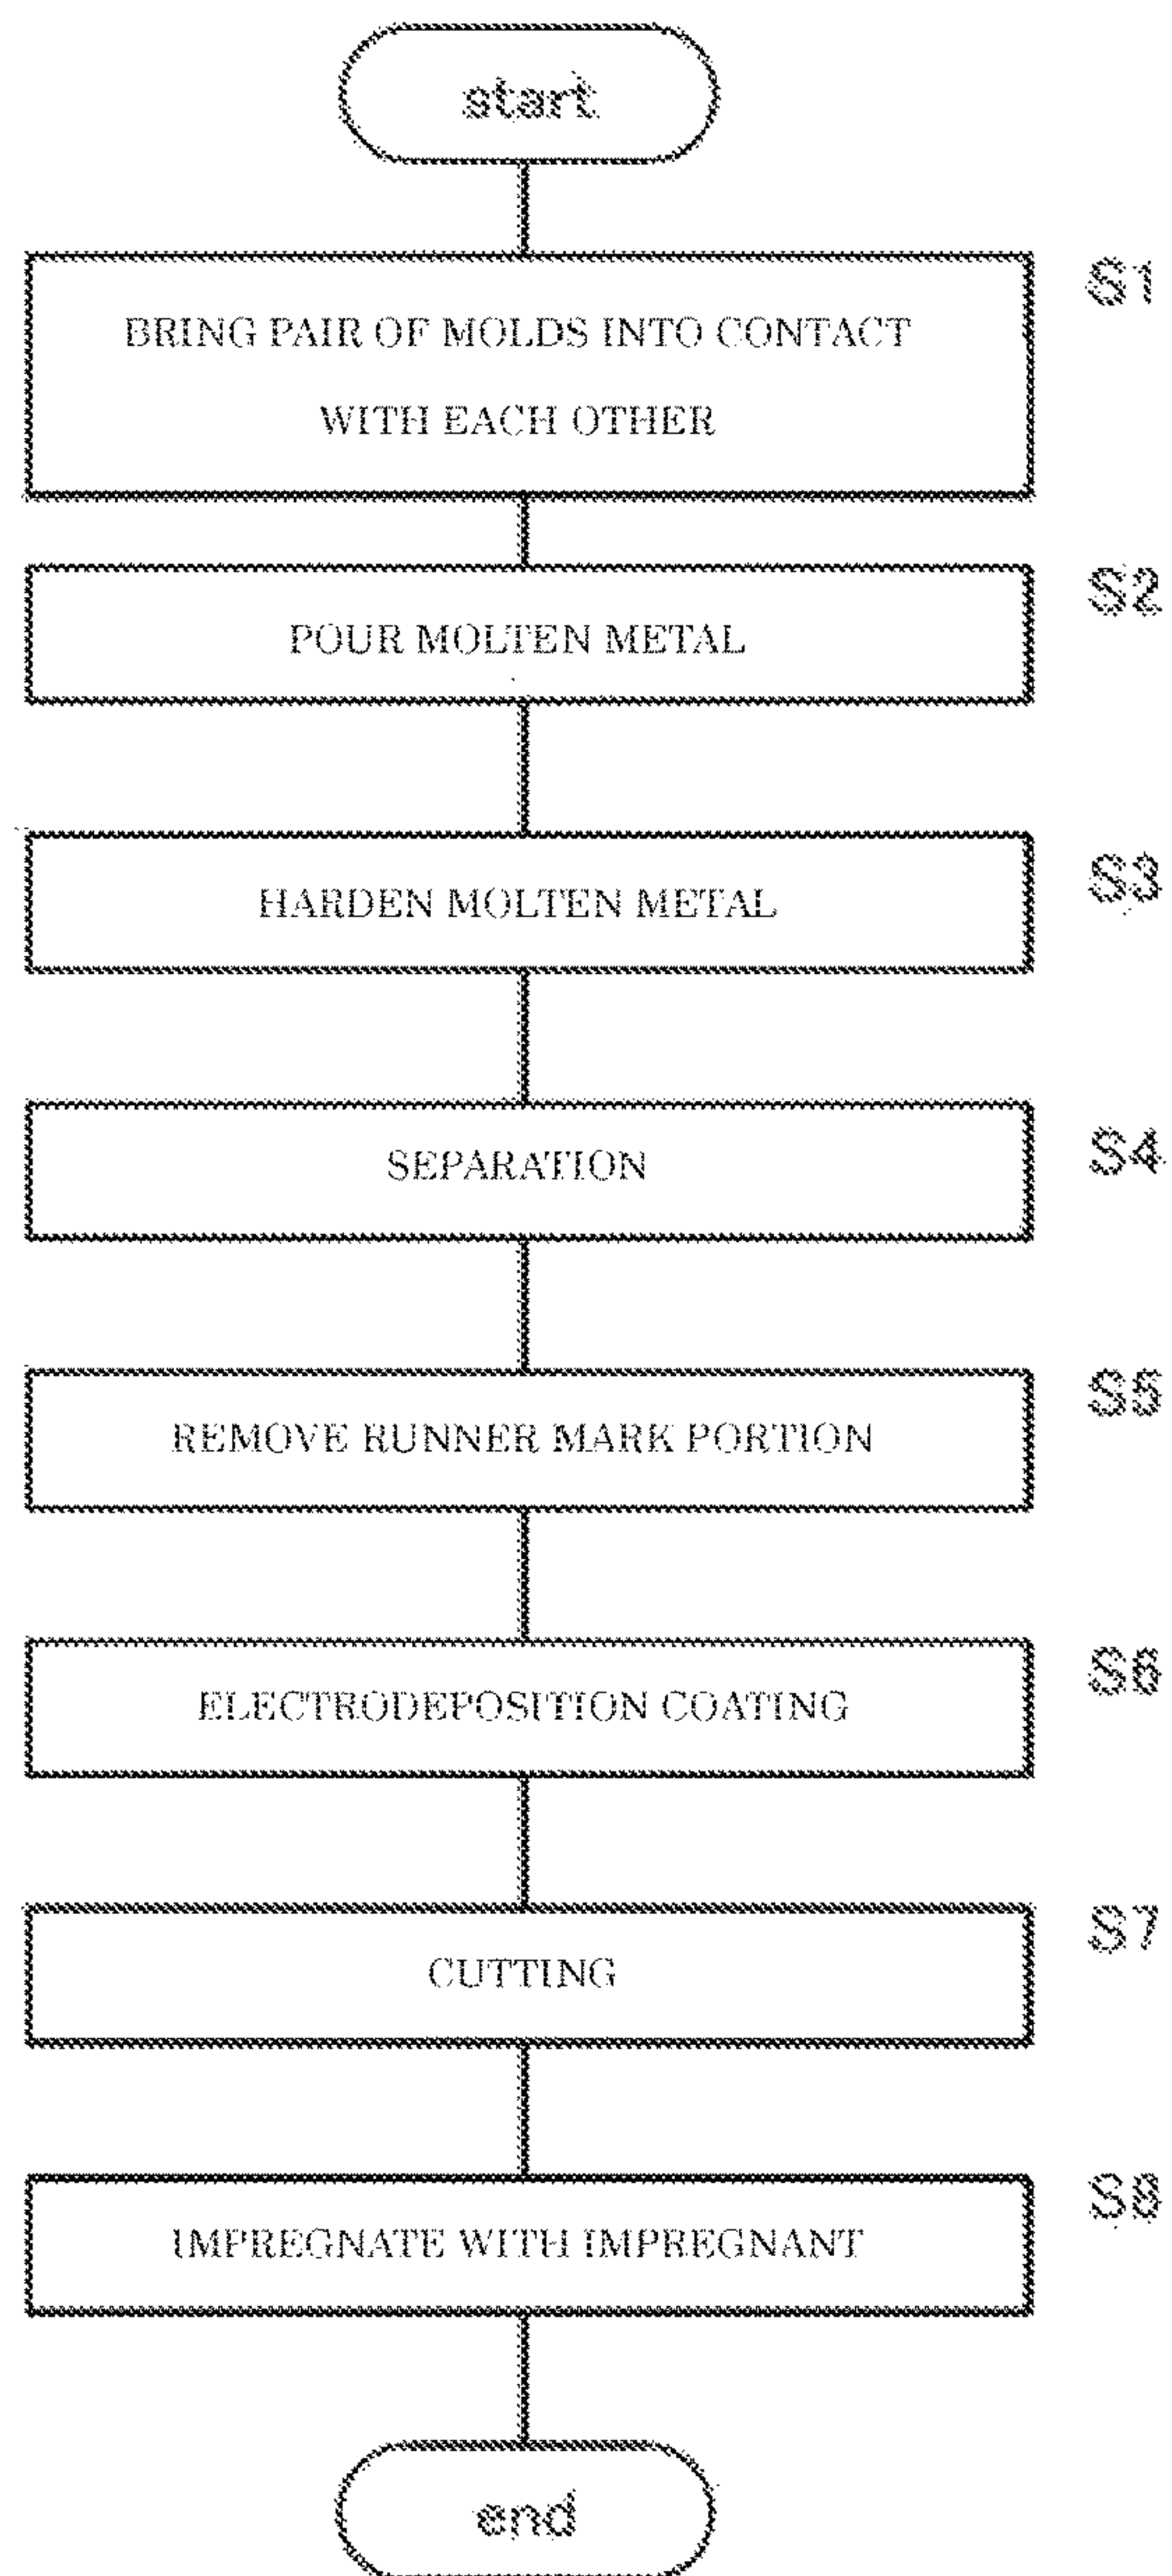 start
S1
BRING PAIR OF MOLDS INTO CONTACT
WITH EACH OTHER
S2
POUR MOLTEN METAL
S3
HARDEN MOLTEN METAL
S4
SEPARATION
S5
REMOVE RUNNER MARK PORTION
S6
ELECTRODEPOSITION COATING
S7
CUTTING
S8
IMPREGNATE WITH IMPREGNANT
end